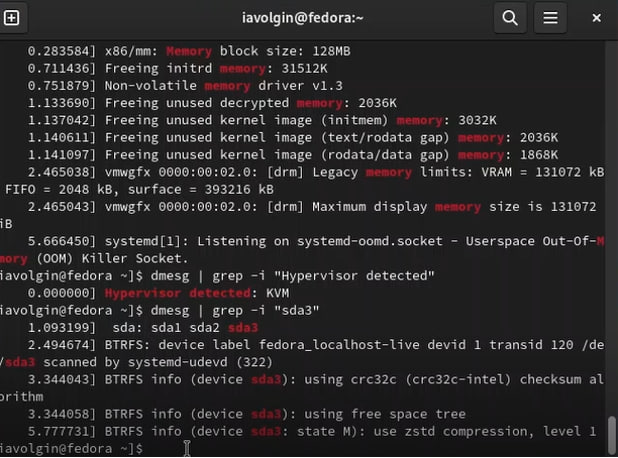 iavolgin@fedora:~
0.283584] x86/mm: Memory block size: 128MB
0.711436] Freeing initrd memory: 31512K
0.751879] Non-volatile memory driver v1.3
1.133690] Freeing unused decrypted memory: 2036K
1.137042] Freeing unused kernel image (initmem) memory: 3032K
1.140611] Freeing unused kernel image (text/rodata gap) memory: 2036K
1.141097] Freeing unused kernel image (rodata/data gap) memory: 1868K
2.465038] vmwgfx 0000:00:02.0: [drm] Legacy memory limits: VRAM = 131072 kB
FIFO = 2048 kB, surface = 393216 kB
2.465043] vmwgfx 0000:00:02.0: [drm] Maximum display memory size is 131072
iB
5.666450] systemd[1]: Listening on systemd-oomd.socket - Userspace Out-Of-M
mory (OOM) Killer Socket.
iavolgin@fedora ~]$ dmesg | grep -i "Hypervisor detected"
0.000000] Hypervisor detected: KVM
iavolgin@fedora ~]$ dmesg | grep -i "sda3"
1.093199] sda: sda1 sda2 sda3
2.494674] BTRFS: device label fedora_localhost-live devid 1 transid 120 /de
/sda3 scanned by systemd-udevd (322)
3.344043] BTRFS info (device sda3): using crc32c (crc32c-intel) checksum al
orithm
3.344058] BTRFS info (device sda3): using free space tree
5.777731] BTRFS info (device sda3: state M): use zstd compression, level 1
iavolgin@fedora ~]$